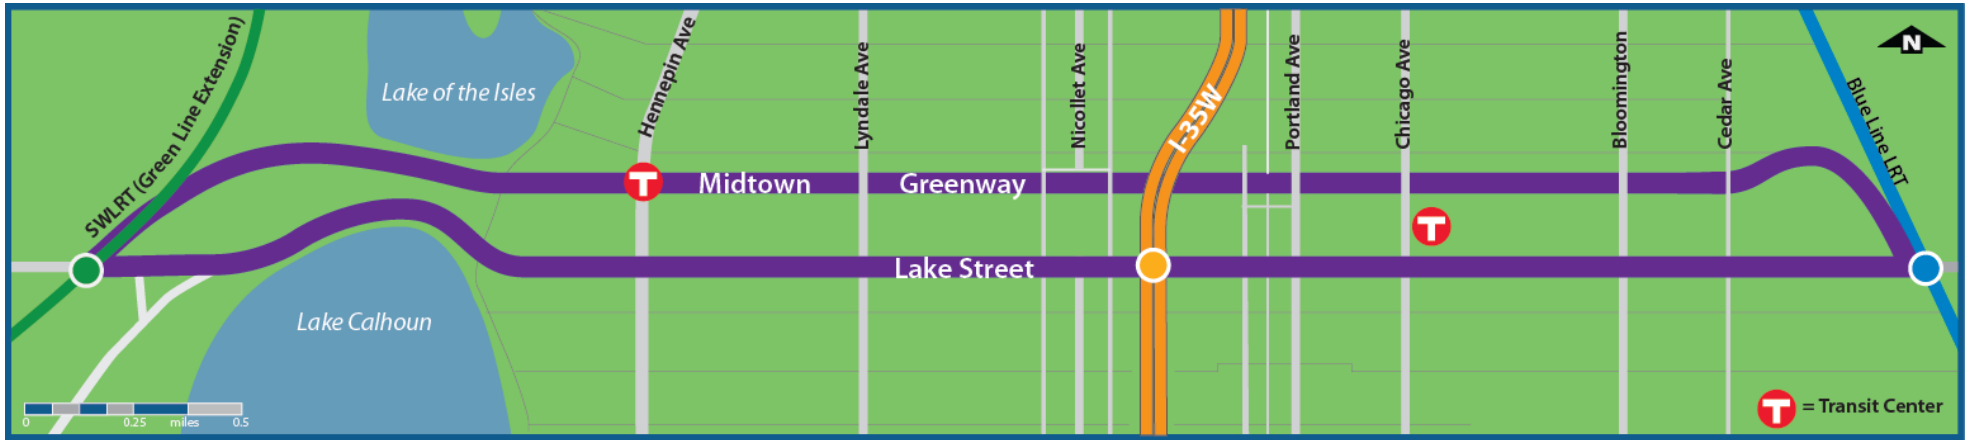 SWLRT (Green Line Extension)
Lake of the Isles
Hennepin Ave
Lyndale Ave
Nicollet Ave
I-35W
Portland Ave
Chicago Ave
Bloomington
Cedar Ave
Blue Line LRT
N
T
Midtown Greenway
T
Lake Street
Lake Calhoun
0 0.25 miles 0.5
T = Transit Center